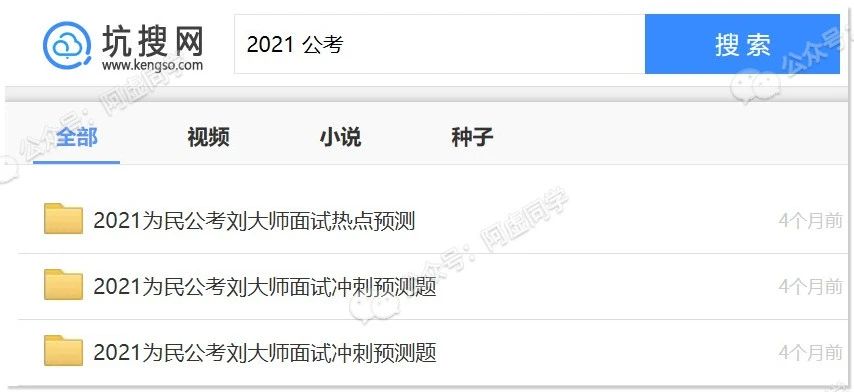 坑搜网
www.kengso.com
2021 公考
搜 索
全部 视频 小说 种子
2021为民公考刘大师面试热点预测 4个月前
2021为民公考刘大师面试冲刺预测题 4个月前
2021为民公考刘大师面试冲刺预测题 4个月前
公众号：阿虚同学
公众号：阿虚同学
公众号：